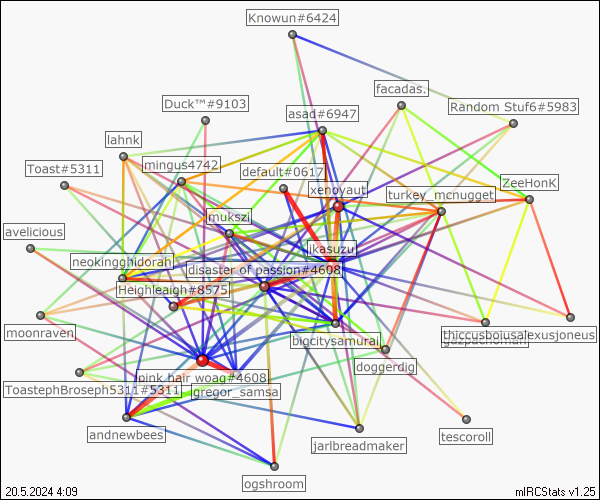 Knowun#6424
facadas.
Duck™#9103
Random Stuf6#5983
asad#6947
lahnk
mingus4742
Toast#5311
default#0617
xenoyaut
turkey_mcnugget
ZeeHonK
mukszi
avelicious
ikasuzu
neokingghidorah
disaster of passion#4608
Heighleaigh#8575
moonraven
bigcitysamurai
thiccusboiusalexusjoneus
doggerdig
pink hair woag#4608
ToastephBroseph5311#5311
gregor_samsa
andnewbees
jarlbreadmaker
tescoroll
ogshroom
20.5.2024 4:09
mIRCStats v1.25